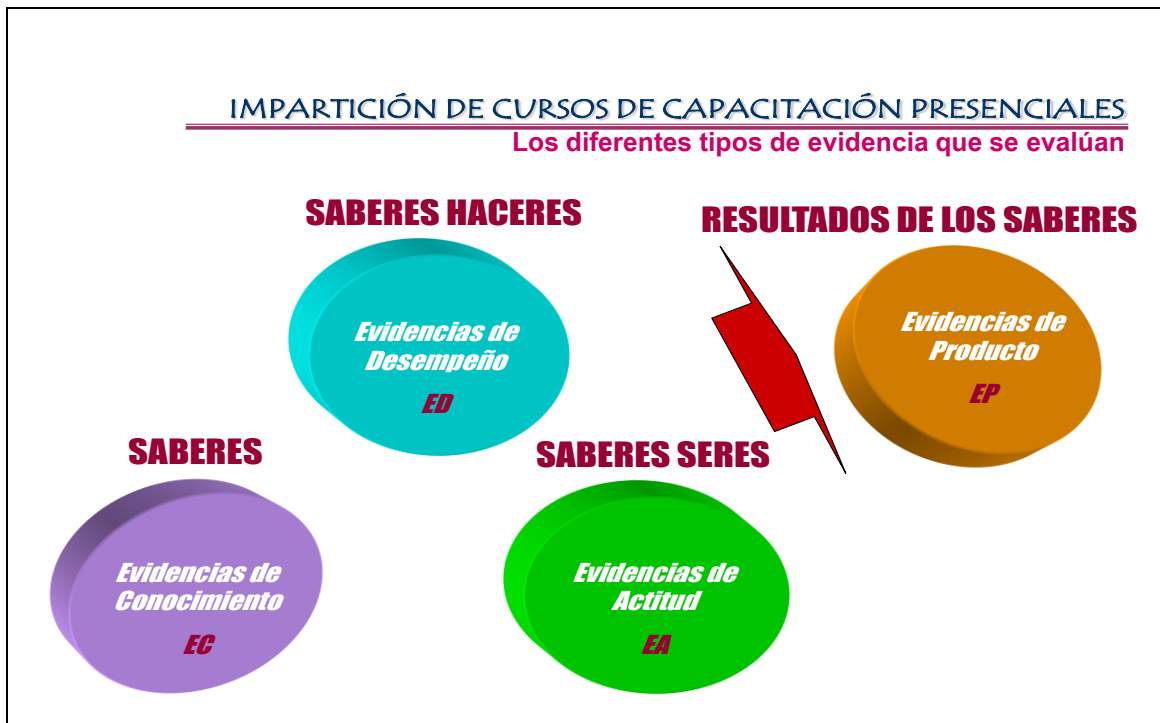 IMPARTICIÓN DE CURSOS DE CAPACITACIÓN PRESENCIALES
Los diferentes tipos de evidencia que se evalúan
SABERES HACERES
Evidencias de
Desempeño
ED
RESULTADOS DE LOS SABERES
Evidencias de
Producto
EP
SABERES
Evidencias de
Conocimiento
EC
SABERES SERES
Evidencias de
Actitud
EA